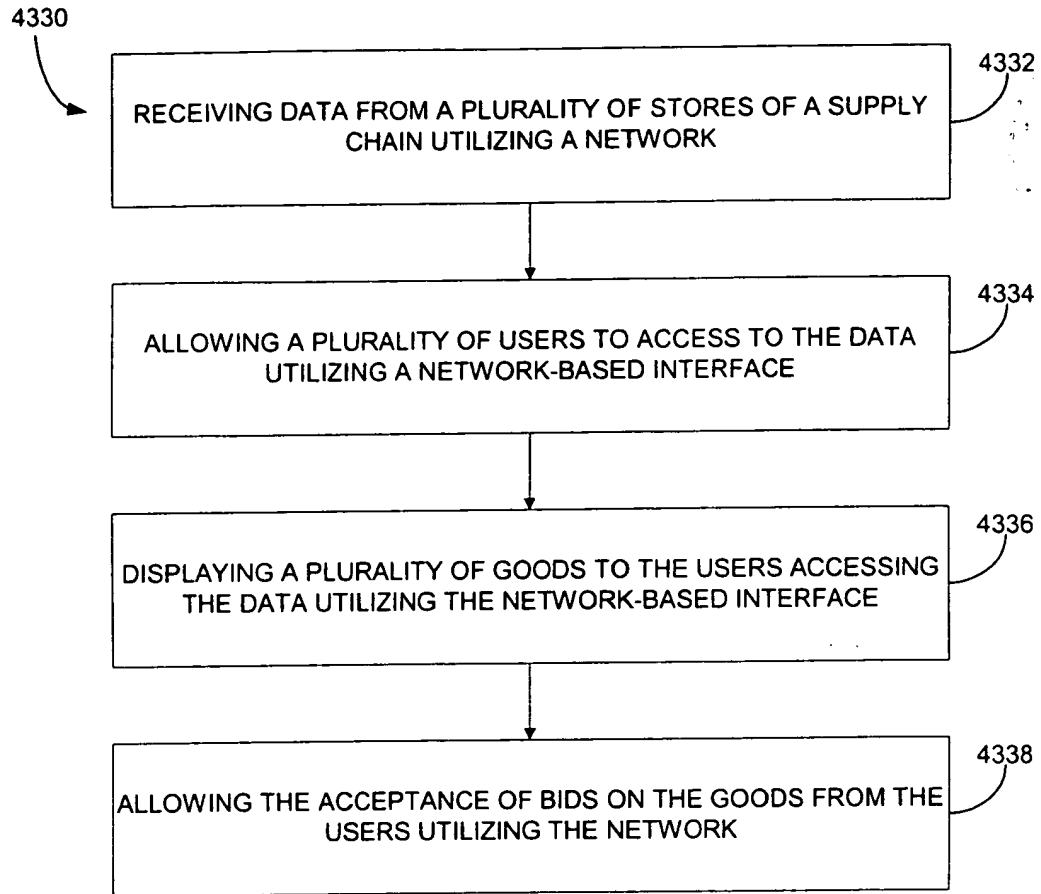 4330
4332
RECEIVING DATA FROM A PLURALITY OF STORES OF A SUPPLY
CHAIN UTILIZING A NETWORK
4334
ALLOWING A PLURALITY OF USERS TO ACCESS TO THE DATA
UTILIZING A NETWORK-BASED INTERFACE
4336
DISPLAYING A PLURALITY OF GOODS TO THE USERS ACCESSING
THE DATA UTILIZING THE NETWORK-BASED INTERFACE
4338
ALLOWING THE ACCEPTANCE OF BIDS ON THE GOODS FROM THE
USERS UTILIZING THE NETWORK